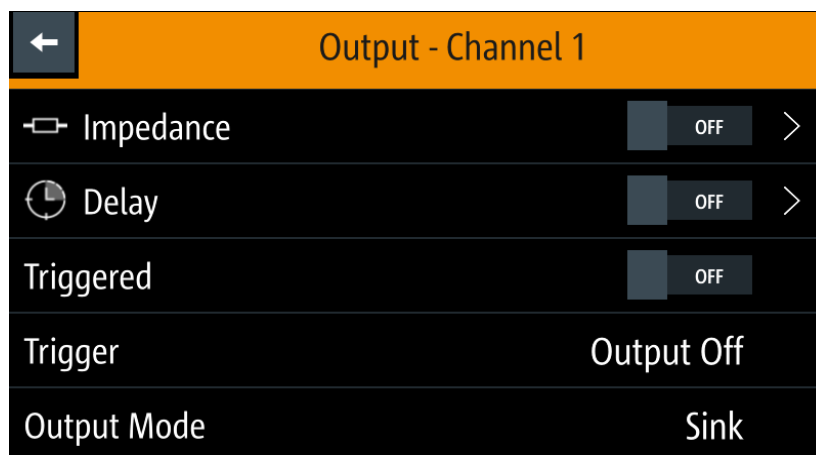 Output - Channel 1
Impedance OFF
Delay OFF
Triggered OFF
Trigger Output Off
Output Mode Sink